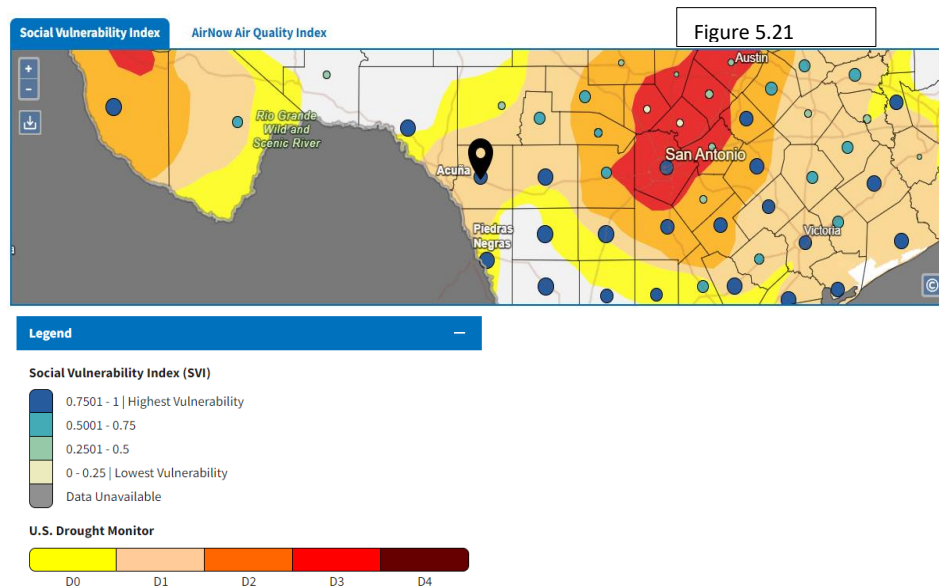 Social Vulnerability Index
AirNow Air Quality Index
Figure 5.21
+
-
Austin
Rio Grande
Wild and
Scenic River
San Antonio
Acuña
Piedras
Negras
Victoria
©
Legend
Social Vulnerability Index (SVI)
0.7501 - 1 | Highest Vulnerability
0.5001 - 0.75
0.2501 - 0.5
0 - 0.25 | Lowest Vulnerability
Data Unavailable
U.S. Drought Monitor
D0 D1 D2 D3 D4